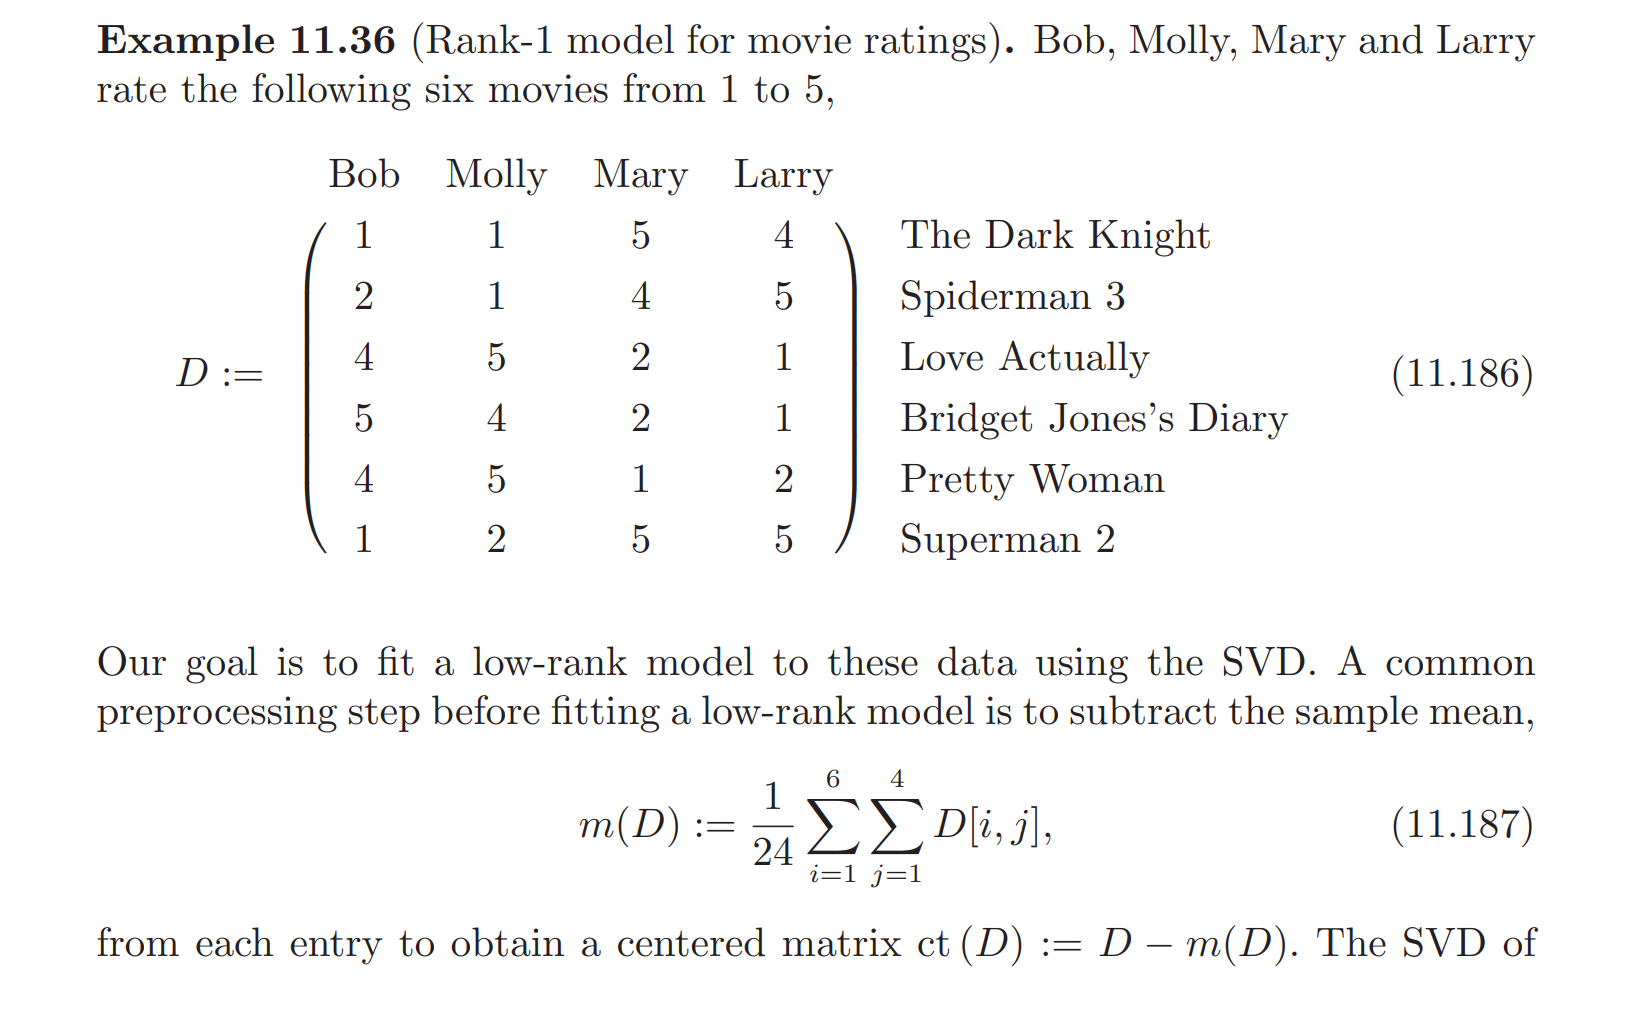 Example 11.36 (Rank-1 model for movie ratings). Bob, Molly, Mary and Larry
rate the following six movies from 1 to 5,
Bob Molly Mary Larry
1 1 5 4 The Dark Knight
2 1 4 5 Spiderman 3
4 5 2 1 Love Actually
D := (11.186)
5 4 2 1 Bridget Jones's Diary
4 5 1 2 Pretty Woman
1 2 5 5 Superman 2
Our goal is to fit a low-rank model to these data using the SVD. A common
preprocessing step before fitting a low-rank model is to subtract the sample mean,
m(D) := \frac{1}{24} \sum_{i=1}^{6} \sum_{j=1}^{4} D[i, j], (11.187)
from each entry to obtain a centered matrix ct (D) := D − m(D). The SVD of